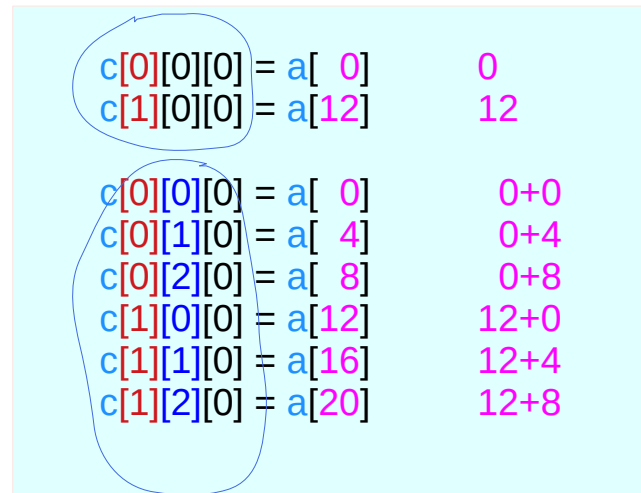 c[0][0][0] = a[  0]  0
c[1][0][0] = a[12]  12
c[0][0][0] = a[  0]  0+0
c[0][1][0] = a[  4]  0+4
c[0][2][0] = a[  8]  0+8
c[1][0][0] = a[12]  12+0
c[1][1][0] = a[16]  12+4
c[1][2][0] = a[20]  12+8